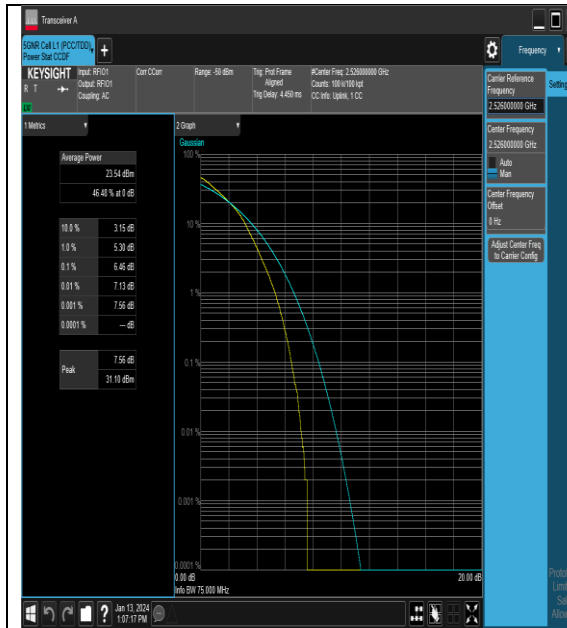 Transceiver A
5GNR Cell L1 (PCC/TDD),
Power Stat CCDF
Frequency
KEYSIGHT
R T
Input: RFIO1
Output: RFIO1
Coupling: AC
Corr CCorr
Range: -50 dBm
Trig: Prot Frame
Aligned
Trig Delay: 4.450 ms
#Center Freq: 2.526000000 GHz
Counts: 100 k/100 kpt
CC Info: Uplink, 1 CC
Carrier Reference
Frequency
2.526000000 GHz
Settings
Center Frequency
2.526000000 GHz
Auto
Man
Center Frequency
Offset
0 Hz
Adjust Center Freq
to Carrier Config
1 Metrics
Average Power
23.54 dBm
46.48 % at 0 dB
10.0 % 3.15 dB
1.0 % 5.30 dB
0.1 % 6.46 dB
0.01 % 7.13 dB
0.001 % 7.56 dB
0.0001 % --- dB
Peak
7.56 dB
31.10 dBm
2 Graph
Gaussian
100 %
10 %
1 %
0.1 %
0.01 %
0.001 %
0.0001 %
0.00 dB
20.00 dB
Info BW 75.000 MHz
Jan 13, 2024
1:07:17 PM